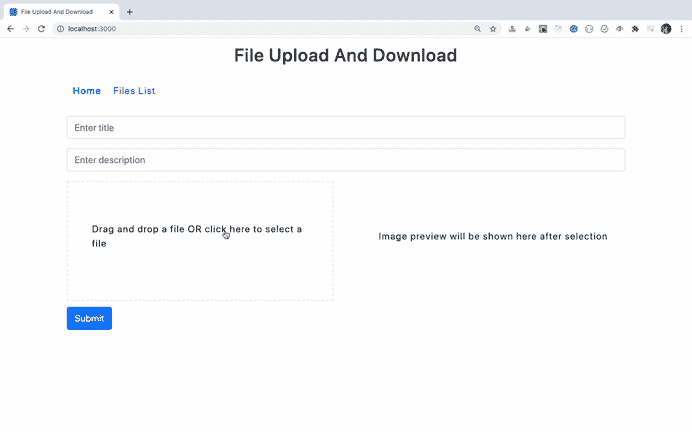 File Upload And Download
localhost:3000
File Upload And Download
Home Files List
Enter title
Enter description
Drag and drop a file OR click here to select a
file
Image preview will be shown here after selection
Submit